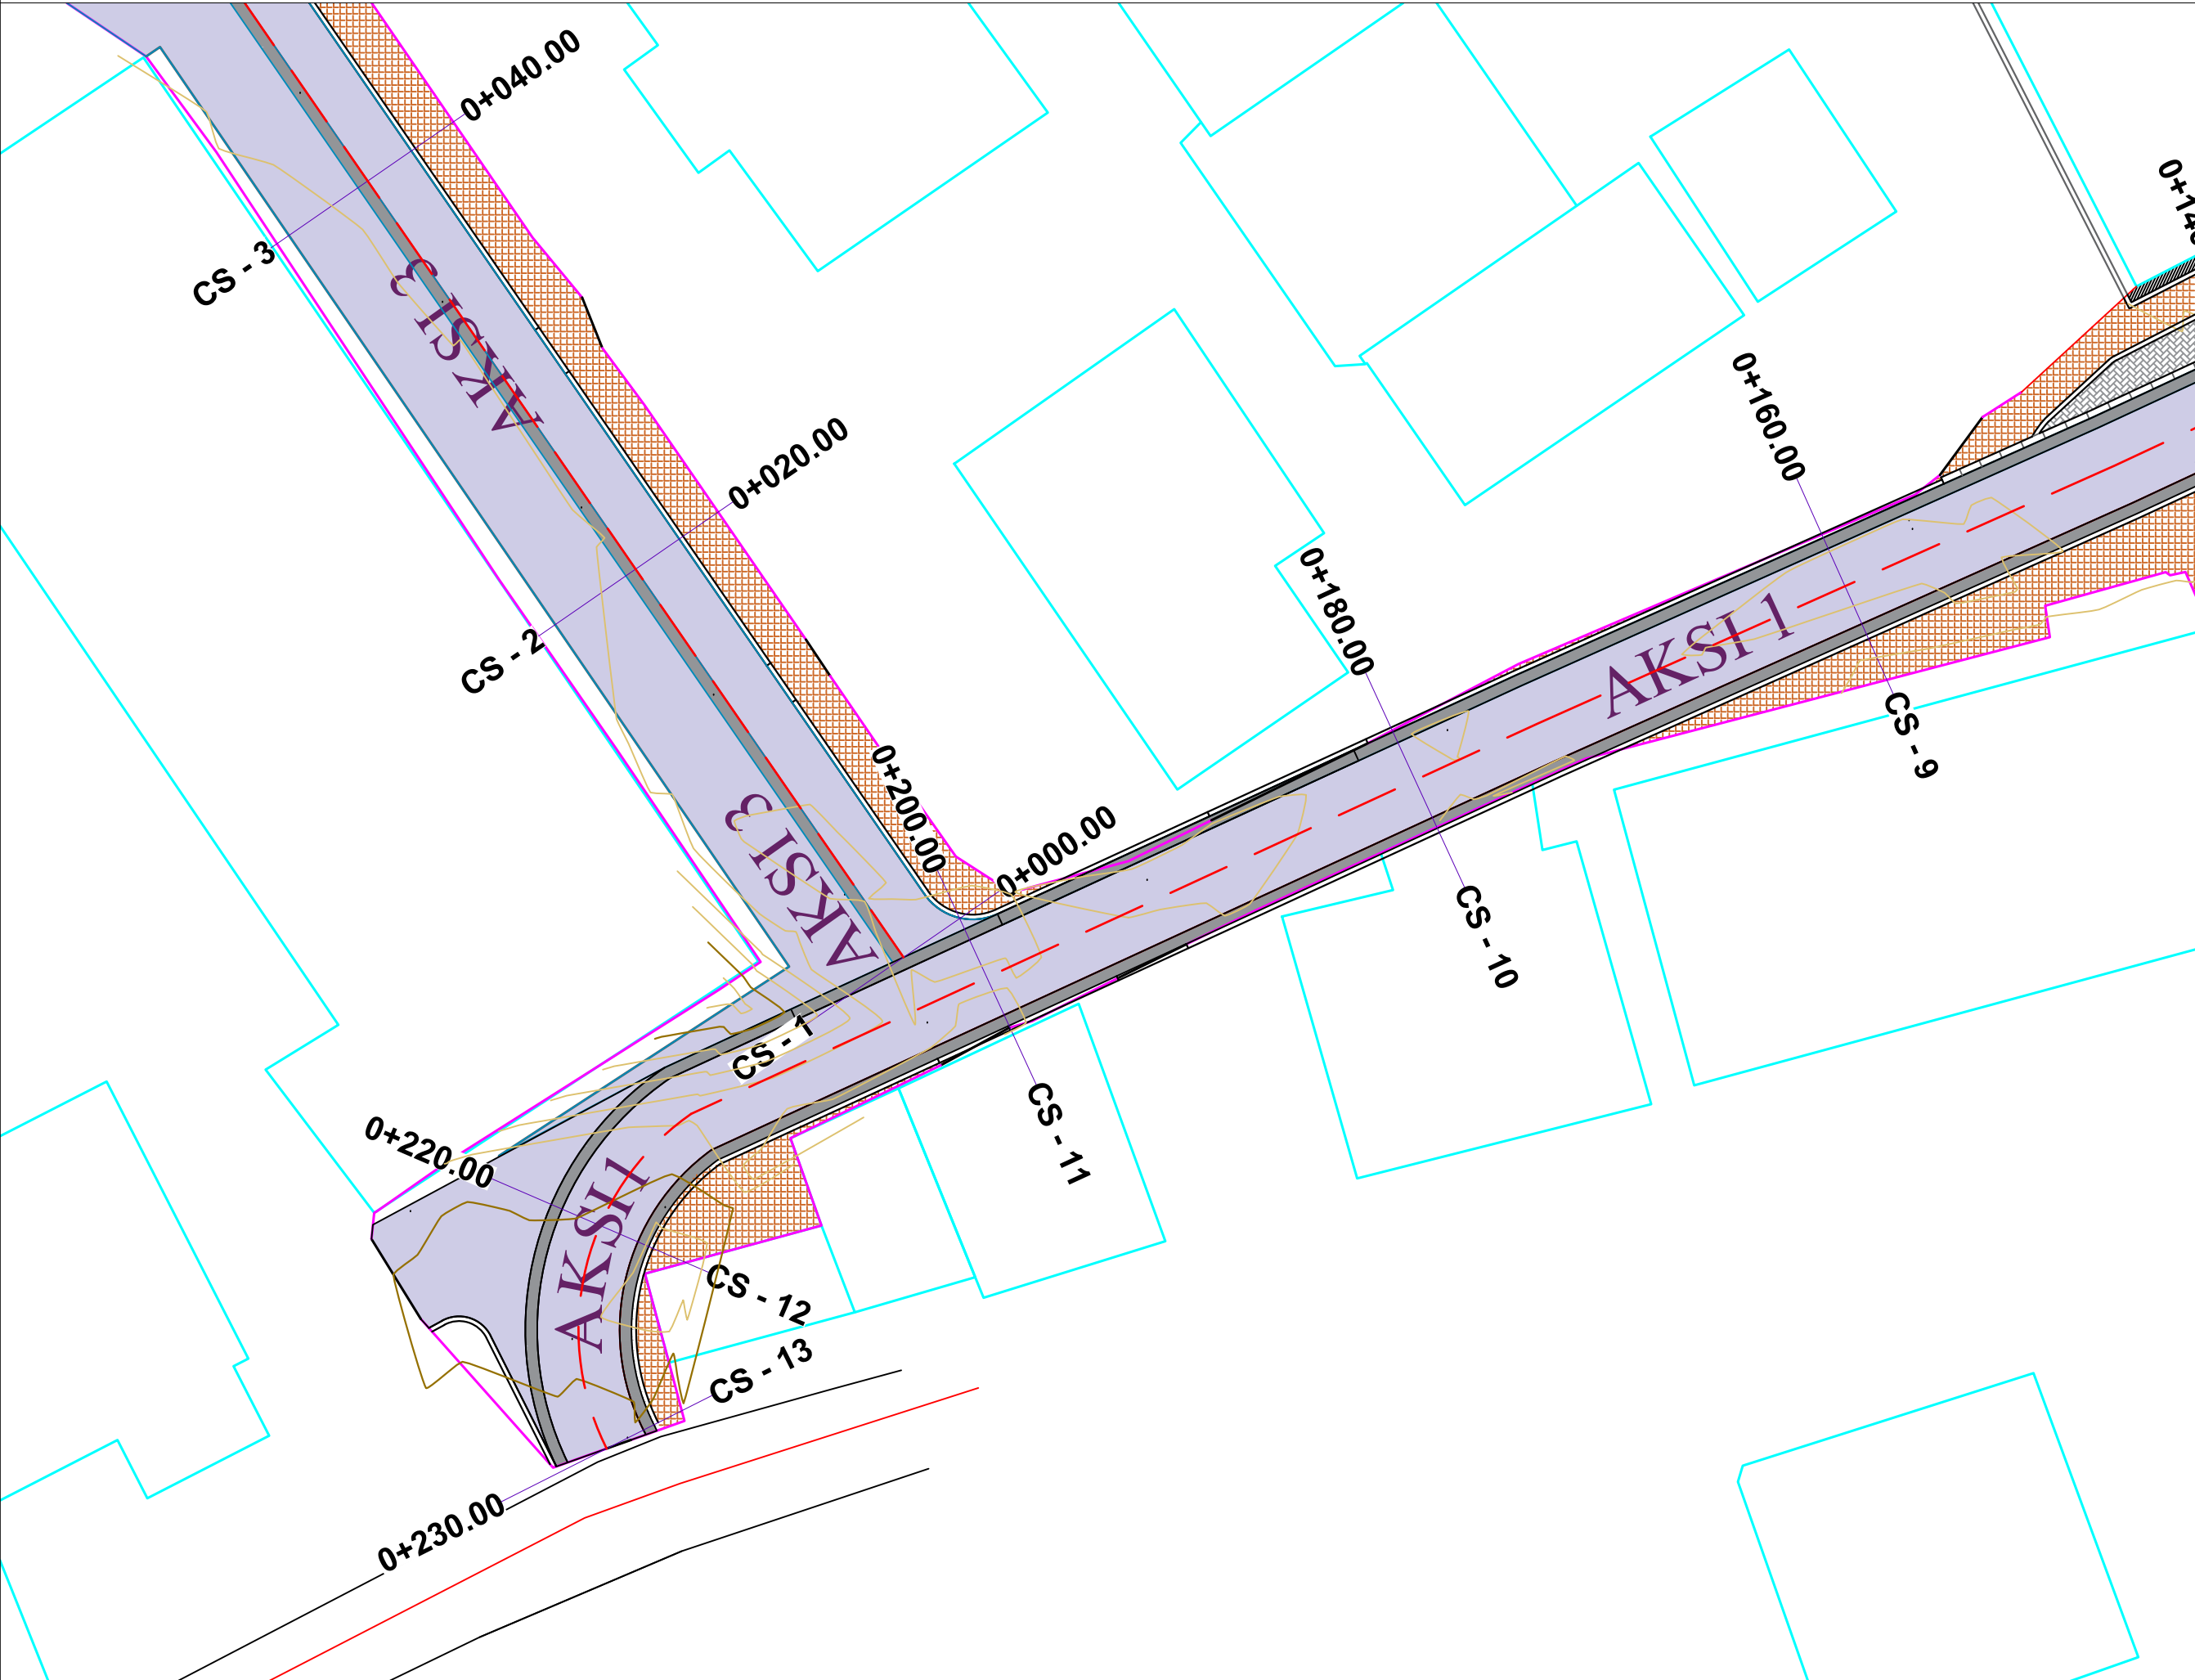 0+040.00
CS - 3
AKSI 3
0+020.00
CS - 2
0+14
0+160.00
0+180.00
AKSI 1
CS - 9
0+200.00
0+000.00
AKSI 3
CS - 10
CS - 1
CS - 11
0+220.00
AKSI 1
CS - 12
CS - 13
0+230.00